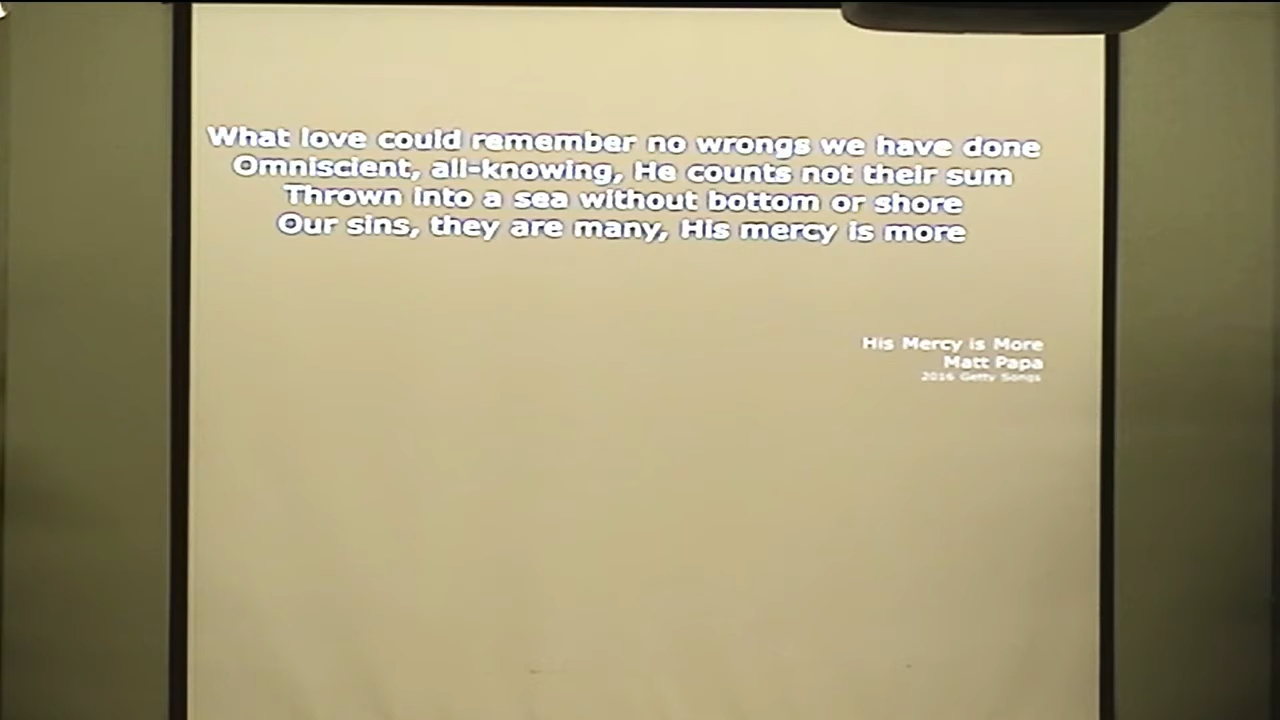 What love could remember no wrongs we have done
Omniscient, all-knowing, He counts not their sum
Thrown into a sea without bottom or shore
Our sins, they are many, His mercy is more
His Mercy is More
Matt Papa
2016 Getty Songs